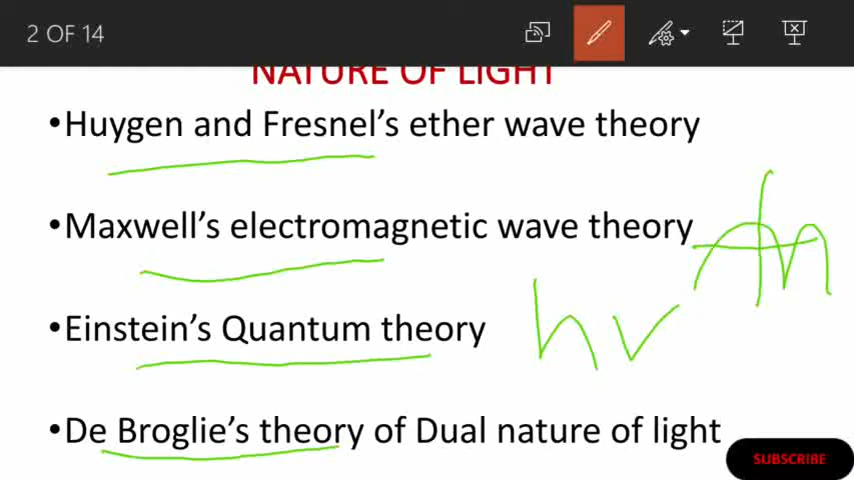 2 OF 14
NATURE OF LIGHT
•Huygen and Fresnel's ether wave theory
•Maxwell's electromagnetic wave theory
•Einstein's Quantum theory
hν
•De Broglie's theory of Dual nature of light
SUBSCRIBE